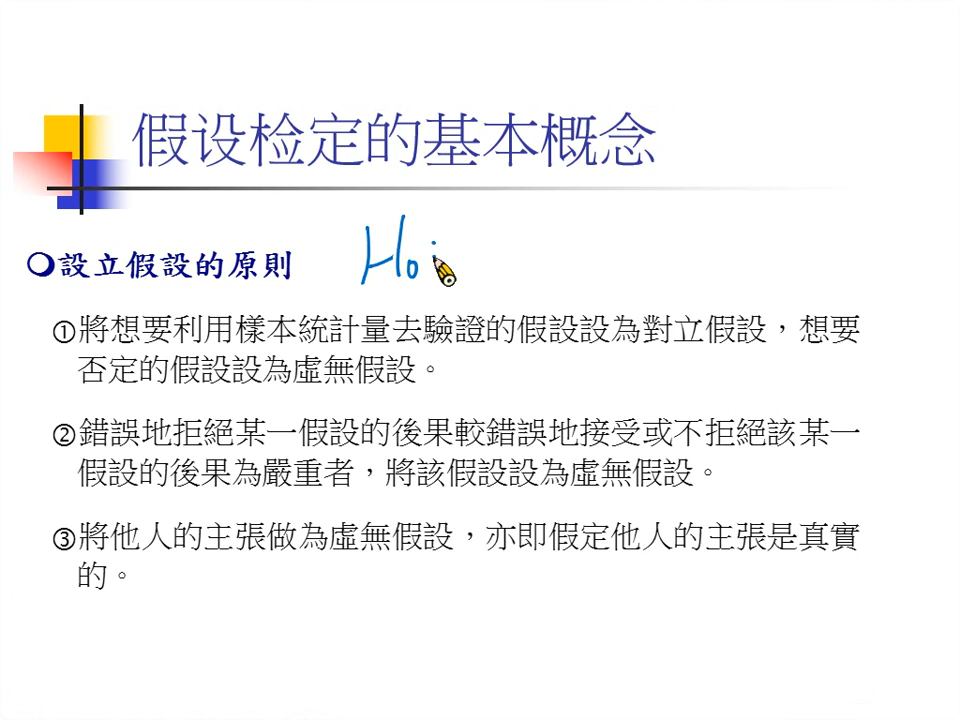 假设检定的基本概念
❍設立假設的原則
H₀:
①將想要利用樣本統計量去驗證的假設設為對立假設，想要
否定的假設設為虛無假設。
②錯誤地拒絕某一假設的後果較錯誤地接受或不拒絕該某一
假設的後果為嚴重者，將該假設設為虛無假設。
③將他人的主張做為虛無假設，亦即假定他人的主張是真實
的。